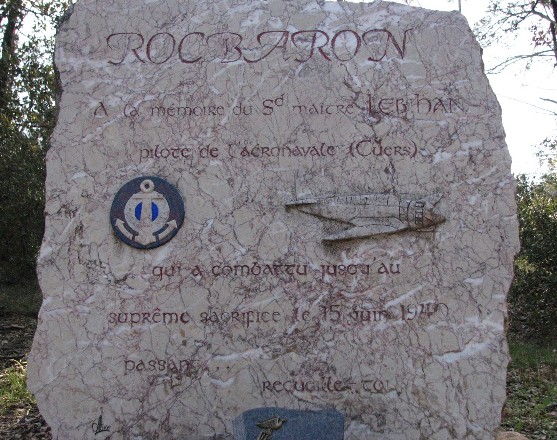 ROCBARON
A la mémoire du Sd maître LEBIHAN
pilote de l'aéronavale (Cuers)
qui a combattu jusqu'au
suprême sacrifice le 15 juin 1940
passant...
recueille-toi